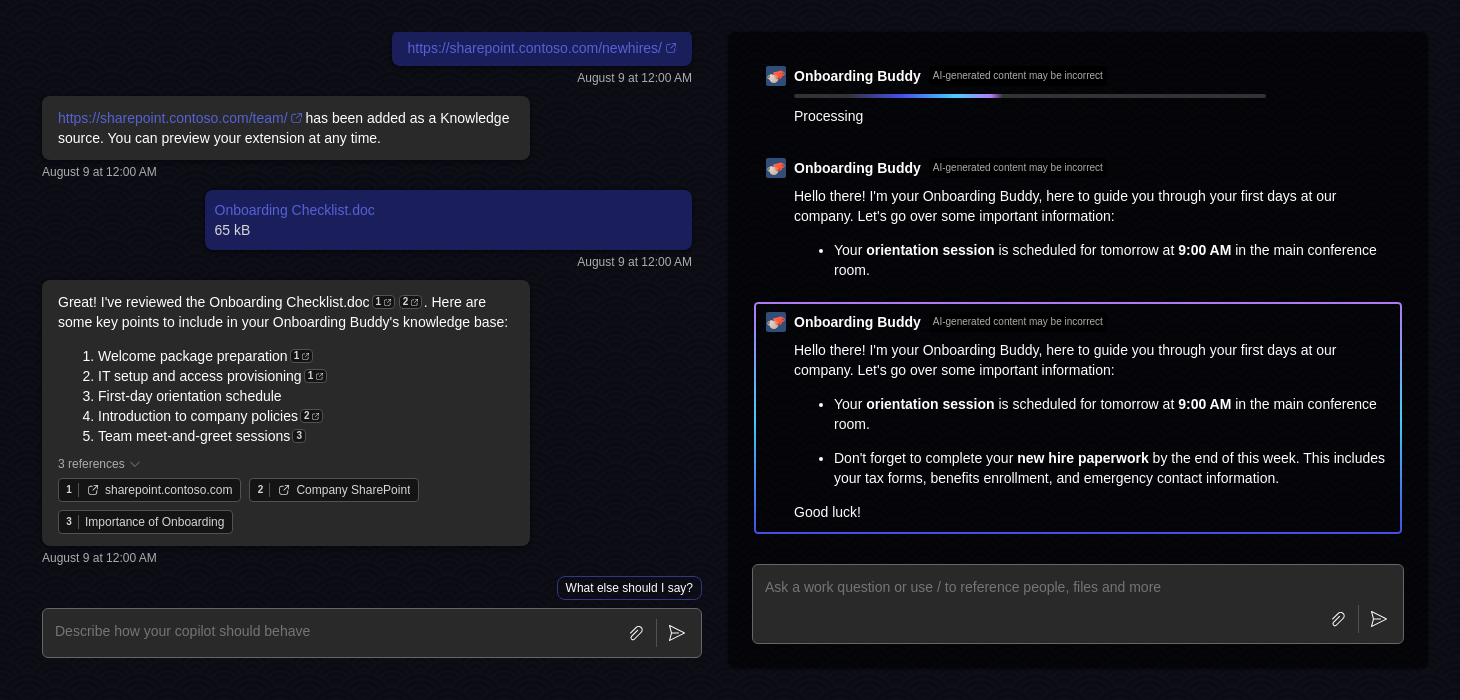 https://sharepoint.contoso.com/newhires/
August 9 at 12:00 AM
https://sharepoint.contoso.com/team/ has been added as a Knowledge
source. You can preview your extension at any time.
August 9 at 12:00 AM
Onboarding Checklist.doc
65 kB
August 9 at 12:00 AM
Great! I've reviewed the Onboarding Checklist.doc 1 2 . Here are
some key points to include in your Onboarding Buddy's knowledge base:
1. Welcome package preparation 1
2. IT setup and access provisioning 1
3. First-day orientation schedule
4. Introduction to company policies 2
5. Team meet-and-greet sessions 3
3 references
1 sharepoint.contoso.com 2 Company SharePoint
3 Importance of Onboarding
August 9 at 12:00 AM
What else should I say?
Describe how your copilot should behave
Onboarding Buddy AI-generated content may be incorrect
Processing
Onboarding Buddy AI-generated content may be incorrect
Hello there! I'm your Onboarding Buddy, here to guide you through your first days at our
company. Let's go over some important information:
• Your orientation session is scheduled for tomorrow at 9:00 AM in the main conference
room.
Onboarding Buddy AI-generated content may be incorrect
Hello there! I'm your Onboarding Buddy, here to guide you through your first days at our
company. Let's go over some important information:
• Your orientation session is scheduled for tomorrow at 9:00 AM in the main conference
room.
• Don't forget to complete your new hire paperwork by the end of this week. This includes
your tax forms, benefits enrollment, and emergency contact information.
Good luck!
Ask a work question or use / to reference people, files and more